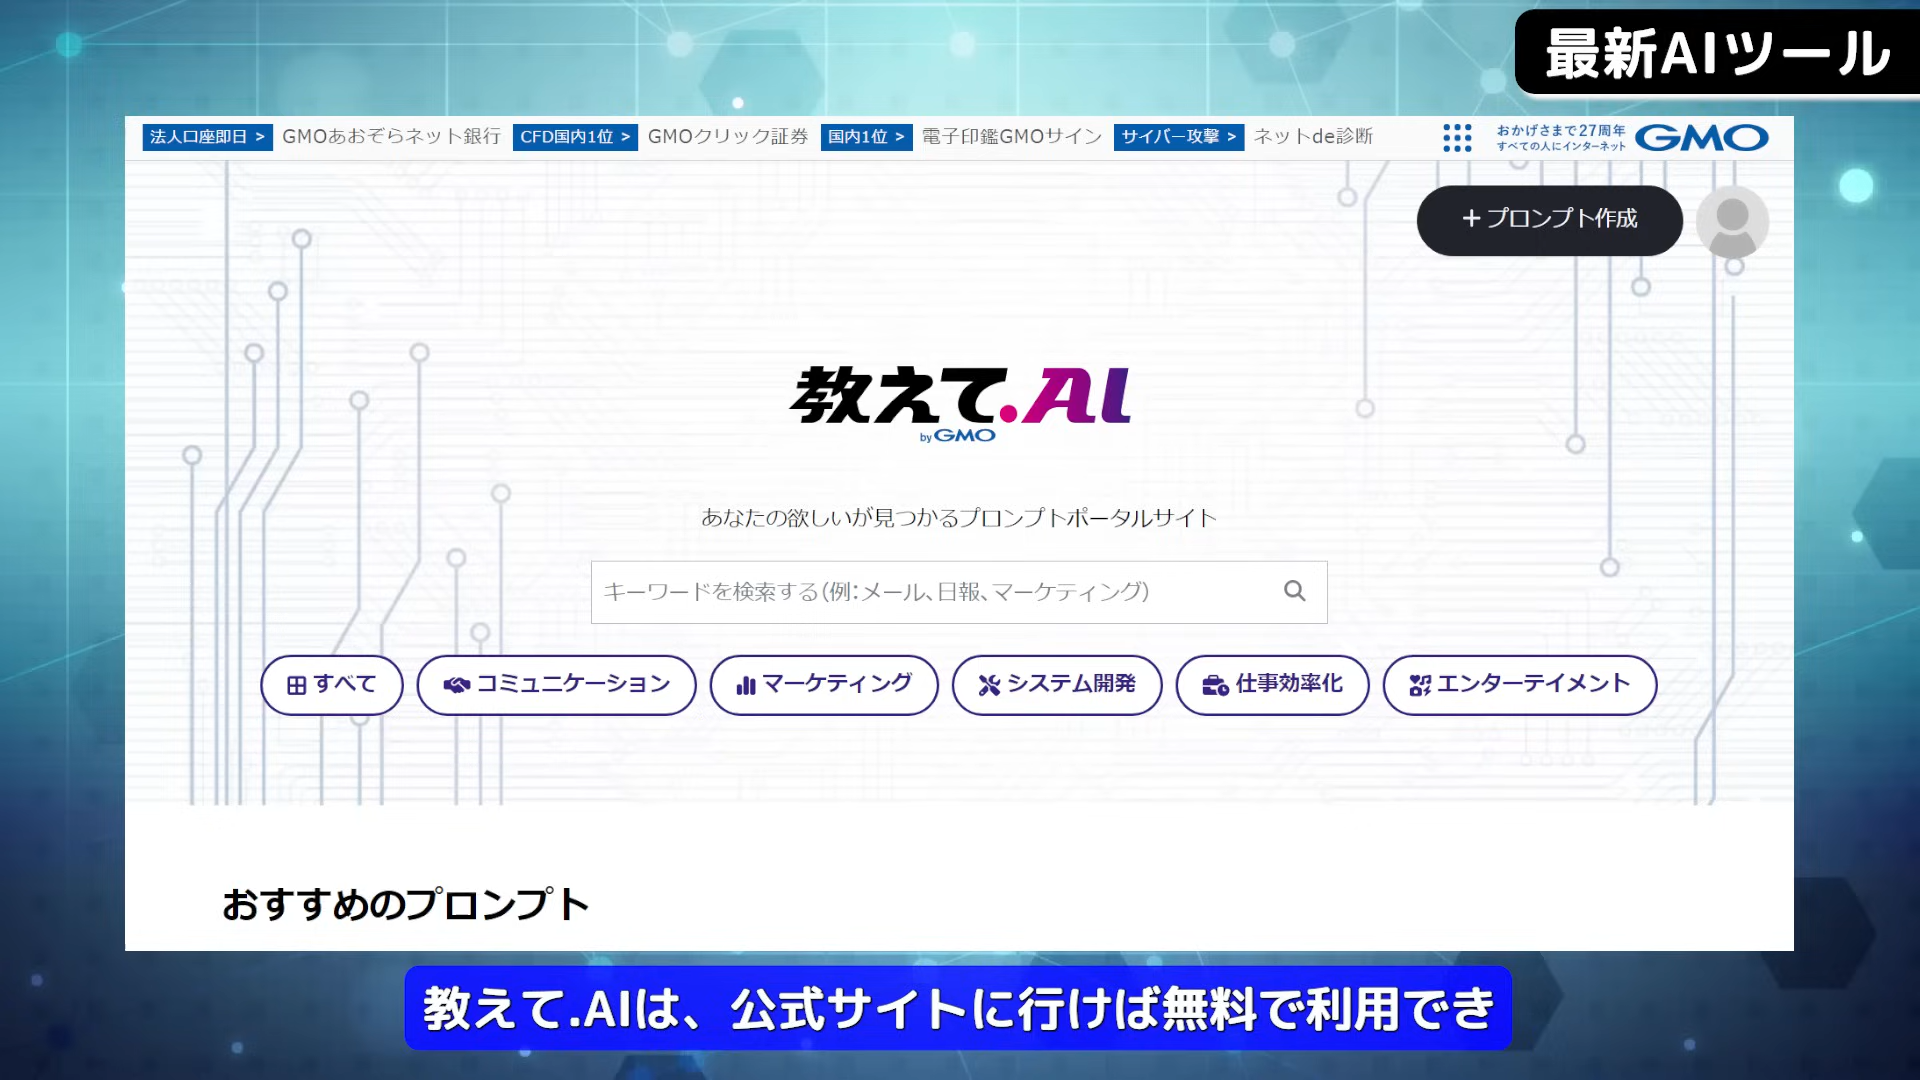 最新AIツール
法人口座即日 > GMOあおぞらネット銀行 CFD国内1位 > GMOクリック証券 国内1位 > 電子印鑑GMOサイン サイバー攻撃 > ネットde診断
おかげさまで27周年
すべての人にインターネット
GMO
+ プロンプト作成
教えて.AI
by GMO
あなたの欲しいが見つかるプロンプトポータルサイト
キーワードを検索する(例:メール、日報、マーケティング)
すべて コミュニケーション マーケティング システム開発 仕事効率化 エンターテイメント
おすすめのプロンプト
教えて.AIは、公式サイトに行けば無料で利用でき